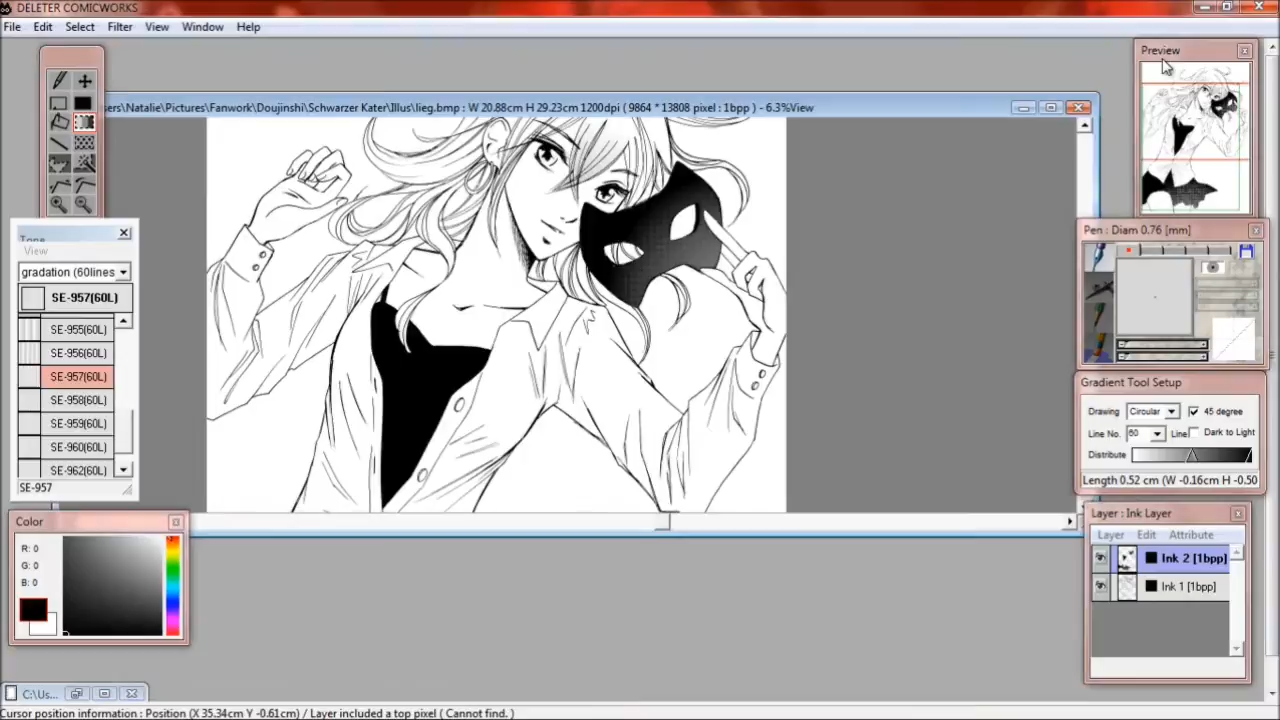 DELETER COMICWORKS
File Edit Select Filter View Window Help
Preview
ers\Natalie\Pictures\Fanwork\Doujinshi\Schwarzer Kater\Illus\lieg.bmp : W 20.88cm H 29.23cm 1200dpi ( 9864 * 13808 pixel : 1bpp ) - 6.3%View
Tone
View
gradation (60lines
SE-957(60L)
SE-955(60L)
SE-956(60L)
SE-957(60L)
SE-958(60L)
SE-959(60L)
SE-960(60L)
SE-962(60L)
SE-957
Pen : Diam 0.76 [mm]
Gradient Tool Setup
Drawing Circular 45 degree
Line No. 60 Line Dark to Light
Distribute
Length 0.52 cm (W -0.16cm H -0.50
Color
R: 0
G: 0
B: 0
Layer : Ink Layer
Layer Edit Attribute
Ink 2 [1bpp]
Ink 1 [1bpp]
C:\Us...
Cursor position information : Position (X 35.34cm Y -0.61cm) / Layer included a top pixel ( Cannot find. )